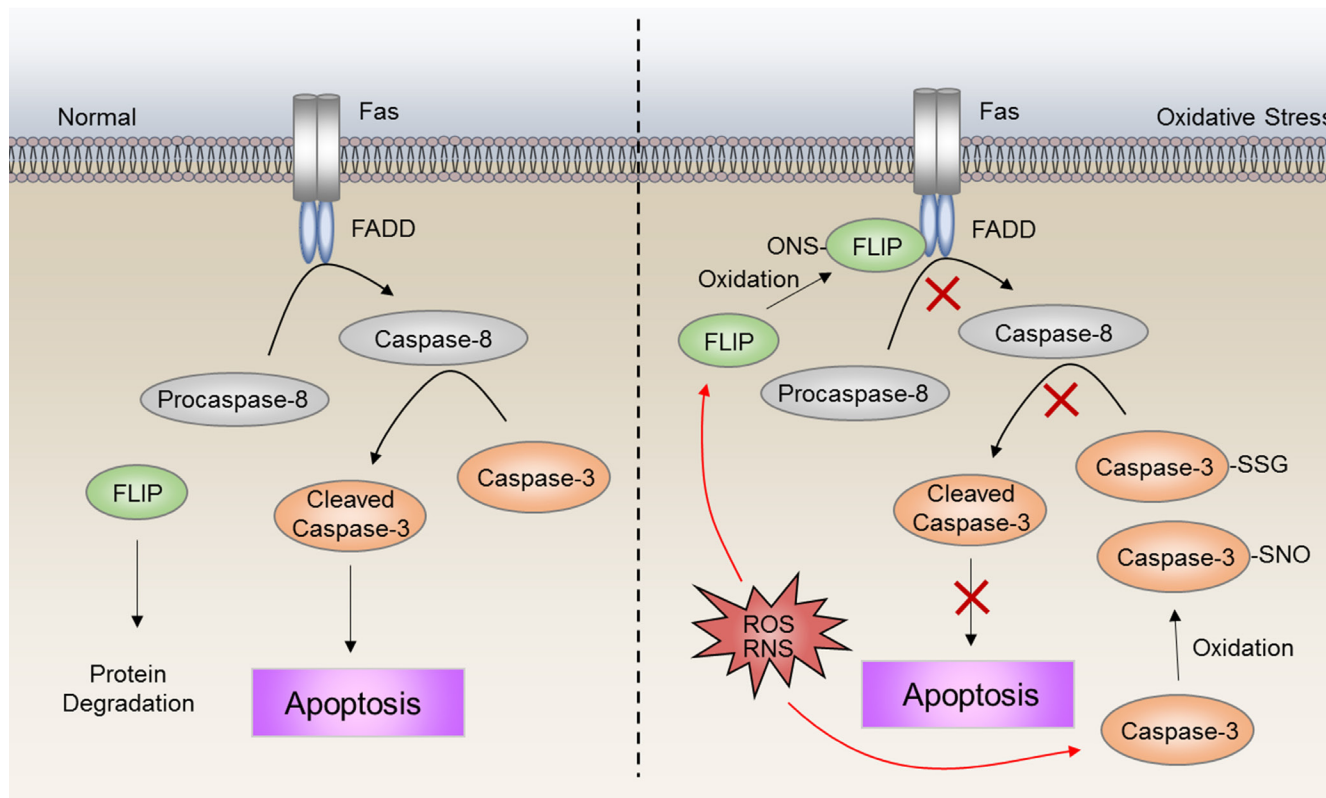 Normal
Fas
FADD
Caspase-8
Procaspase-8
Caspase-3
FLIP
Cleaved
Caspase-3
Protein
Degradation
Apoptosis
Fas
Oxidative Stress
FADD
ONS-
FLIP
Oxidation
FLIP
Caspase-8
Procaspase-8
Caspase-3
-SSG
Cleaved
Caspase-3
Caspase-3
-SNO
ROS
RNS
Oxidation
Apoptosis
Caspase-3